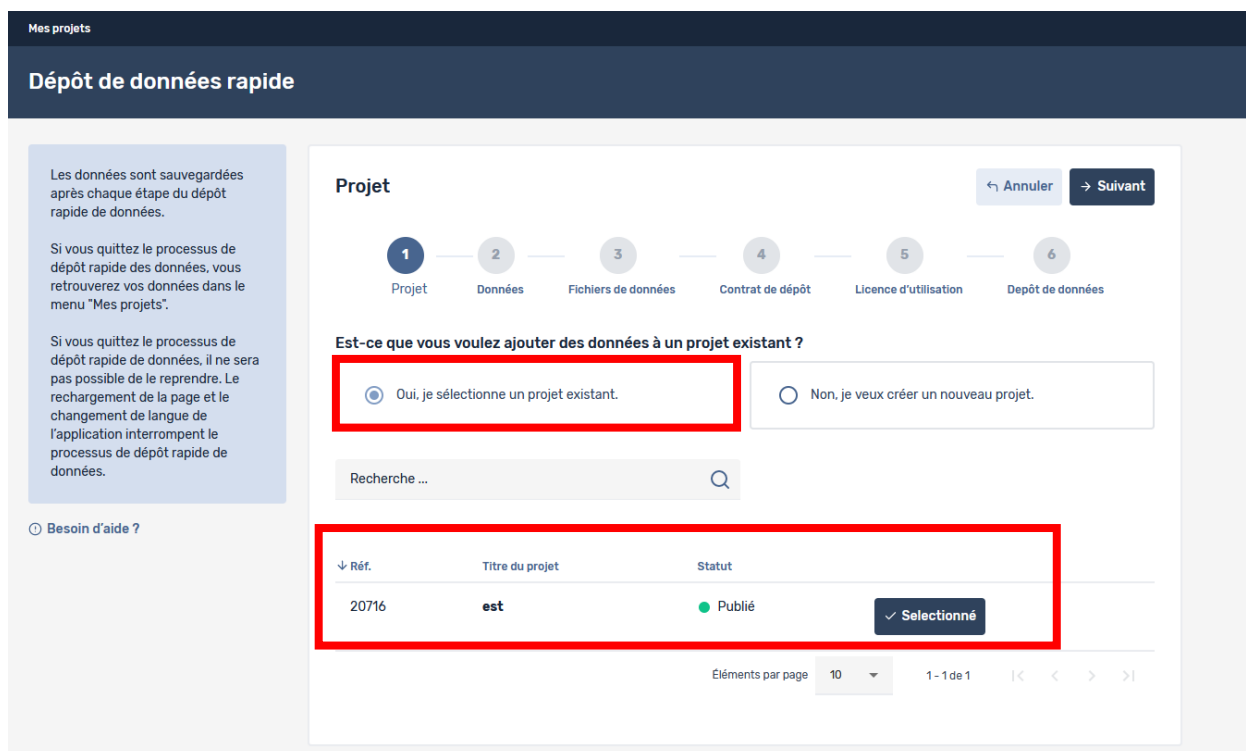 Mes projets
Dépôt de données rapide
Les données sont sauvegardées
après chaque étape du dépôt
rapide de données.
Si vous quittez le processus de
dépôt rapide des données, vous
retrouverez vos données dans le
menu "Mes projets".
Si vous quittez le processus de
dépôt rapide de données, il ne sera
pas possible de le reprendre. Le
rechargement de la page et le
changement de langue de
l'application interrompent le
processus de dépôt rapide de
données.
Besoin d'aide ?
Projet
Annuler
Suivant
1
2
3
4
5
6
Projet
Données
Fichiers de données
Contrat de dépôt
Licence d'utilisation
Depôt de données
Est-ce que vous voulez ajouter des données à un projet existant ?
Oui, je sélectionne un projet existant.
Non, je veux créer un nouveau projet.
Recherche ...
Réf.
Titre du projet
Statut
20716
est
Publié
Selectionné
Éléments par page
10
1 - 1 de 1